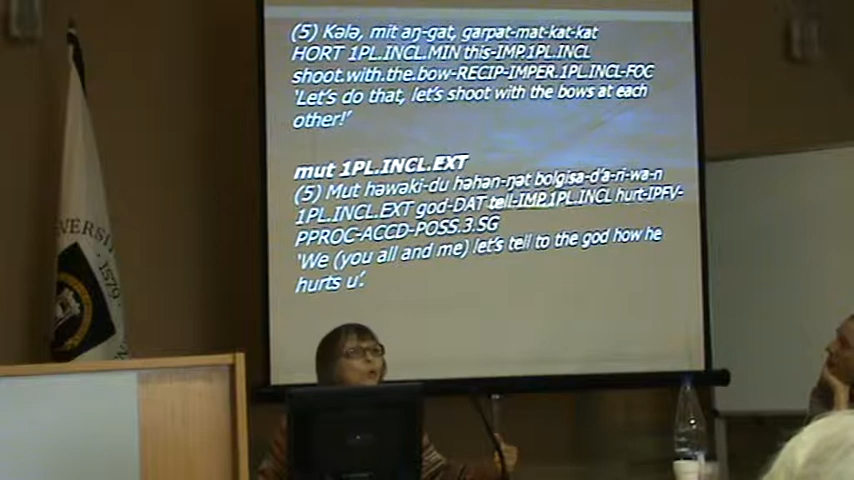 (5) Kələ, mit aŋ-gat, garpat-mat-kat-kat
HORT 1PL.INCL.MIN this-IMP.1PL.INCL
shoot.with.the.bow-RECIP-IMPER.1PL.INCL-FOC
'Let's do that, let's shoot with the bows at each
other!'
mut 1PL.INCL.EXT
(5) Mut həwəki-du həhən-ŋət bolgisa-d'a-ri-wa-n
1PL.INCL.EXT god-DAT tell-IMP.1PL.INCL hurt-IPFV-
PPROC-ACCD-POSS.3.SG
'We (you all and me) let's tell to the god how he
hurts u'.
VERS
1579